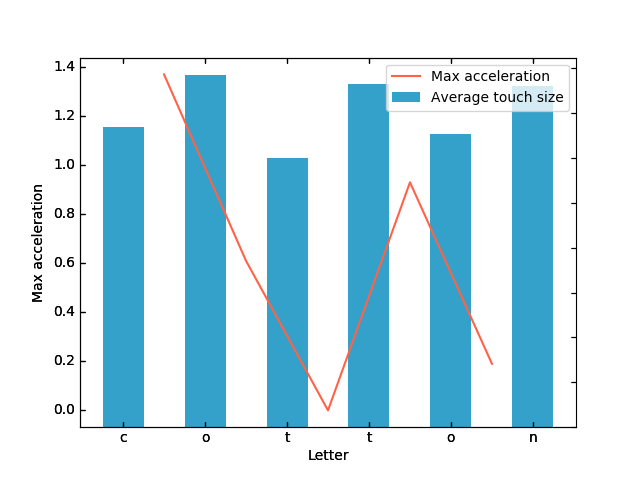 Max acceleration
Average touch size
1.4
1.2
1.0
0.8
0.6
0.4
0.2
0.0
Max acceleration
c o t t o n
Letter